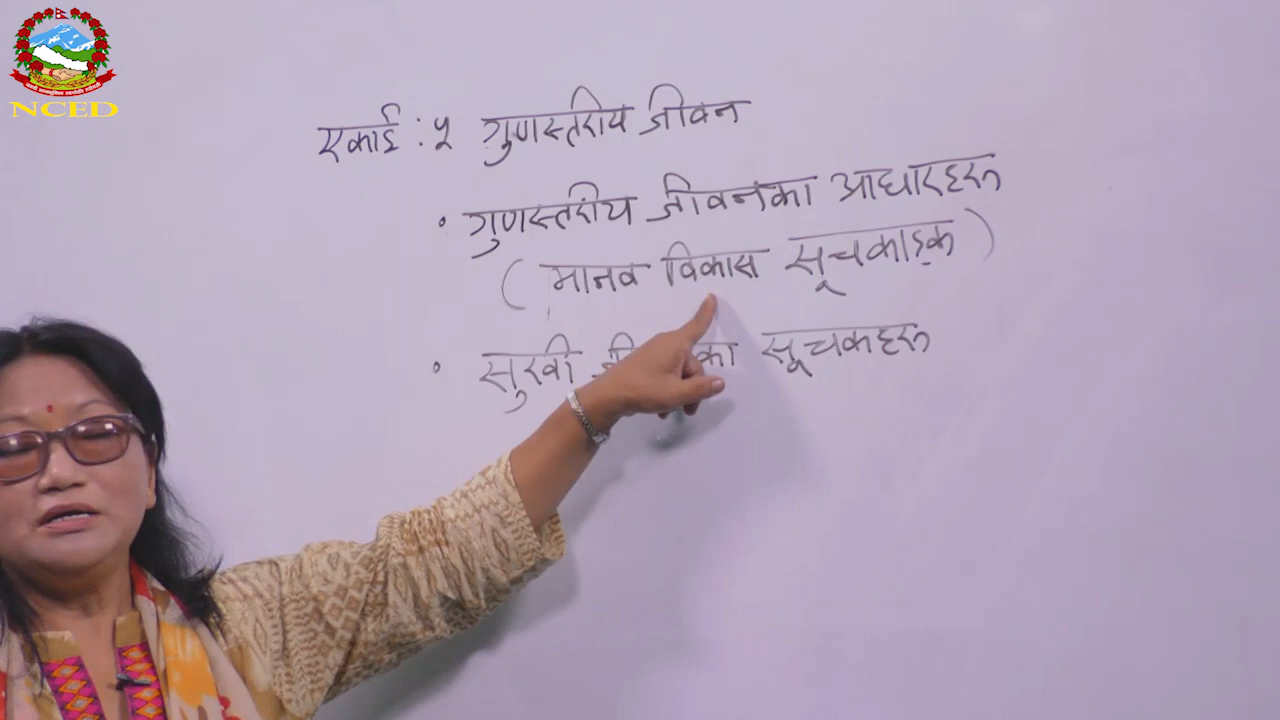 NCED
एकाई : ५ गुणस्तरीय जीवन
• गुणस्तरीय जीवनका आधारहरू
( मानव विकास सूचकाङ्क )
• सुखी का सूचकहरू